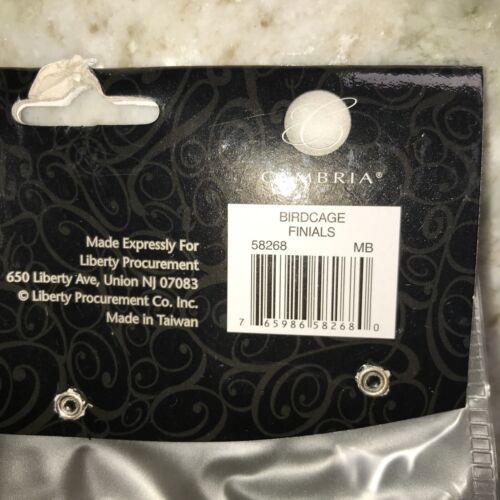 CAMBRIA®
BIRDCAGE
FINIALS
58268 MB
7 65986 58268 0
Made Expressly For
Liberty Procurement
650 Liberty Ave, Union NJ 07083
© Liberty Procurement Co. Inc.
Made in Taiwan